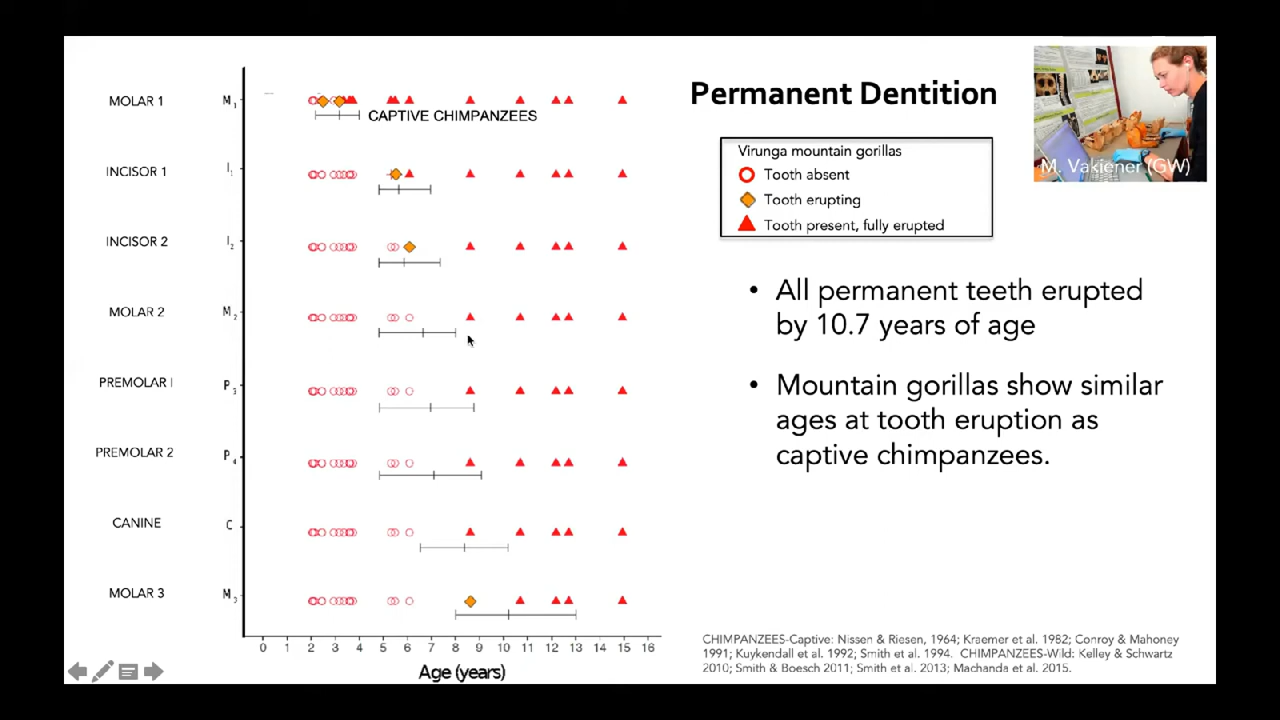 Permanent Dentition
M. Vakiener (GW)
MOLAR 1
M1
CAPTIVE CHIMPANZEES
INCISOR 1
I1
INCISOR 2
I2
MOLAR 2
M2
PREMOLAR I
P3
PREMOLAR 2
P4
CANINE
C
MOLAR 3
M3
0 1 2 3 4 5 6 7 8 9 10 11 12 13 14 15 16
Age (years)
Virunga mountain gorillas
Tooth absent
Tooth erupting
Tooth present, fully erupted
• All permanent teeth erupted
by 10.7 years of age
• Mountain gorillas show similar
ages at tooth eruption as
captive chimpanzees.
CHIMPANZEES-Captive: Nissen & Riesen, 1964; Kraemer et al. 1982; Conroy & Mahoney
1991; Kuykendall et al. 1992; Smith et al. 1994. CHIMPANZEES-Wild: Kelley & Schwartz
2010; Smith & Boesch 2011; Smith et al. 2013; Machanda et al. 2015.